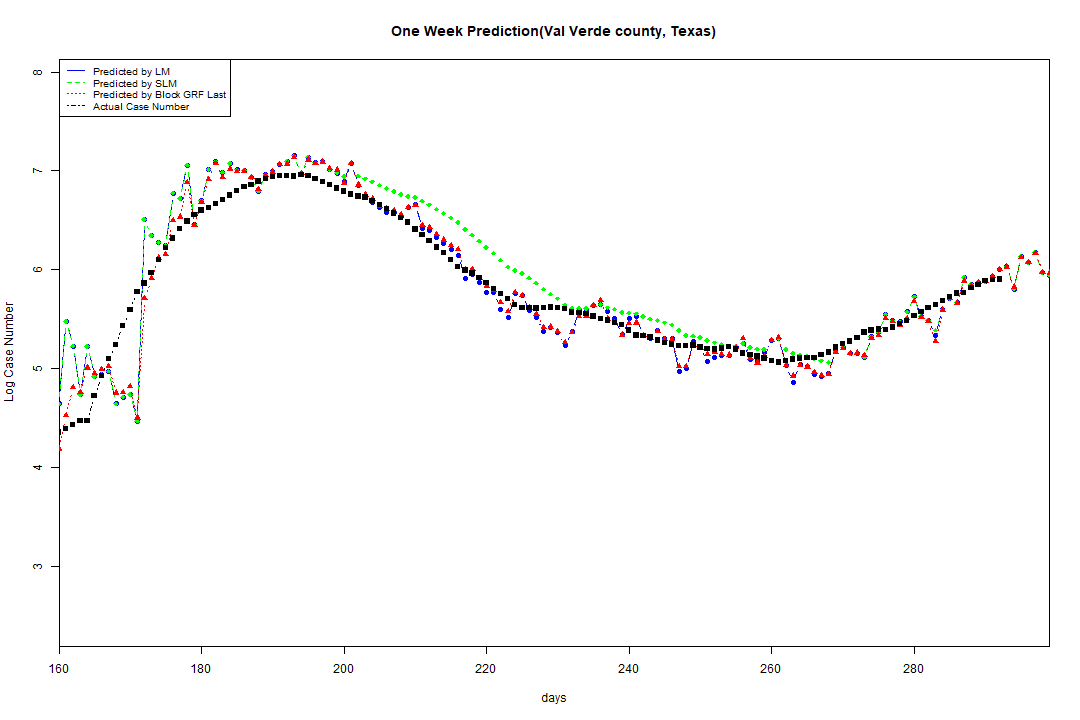 One Week Prediction(Val Verde county, Texas)
Predicted by LM
Predicted by SLM
Predicted by Block GRF Last
Actual Case Number
8
7
6
5
4
3
Log Case Number
160 180 200 220 240 260 280
days